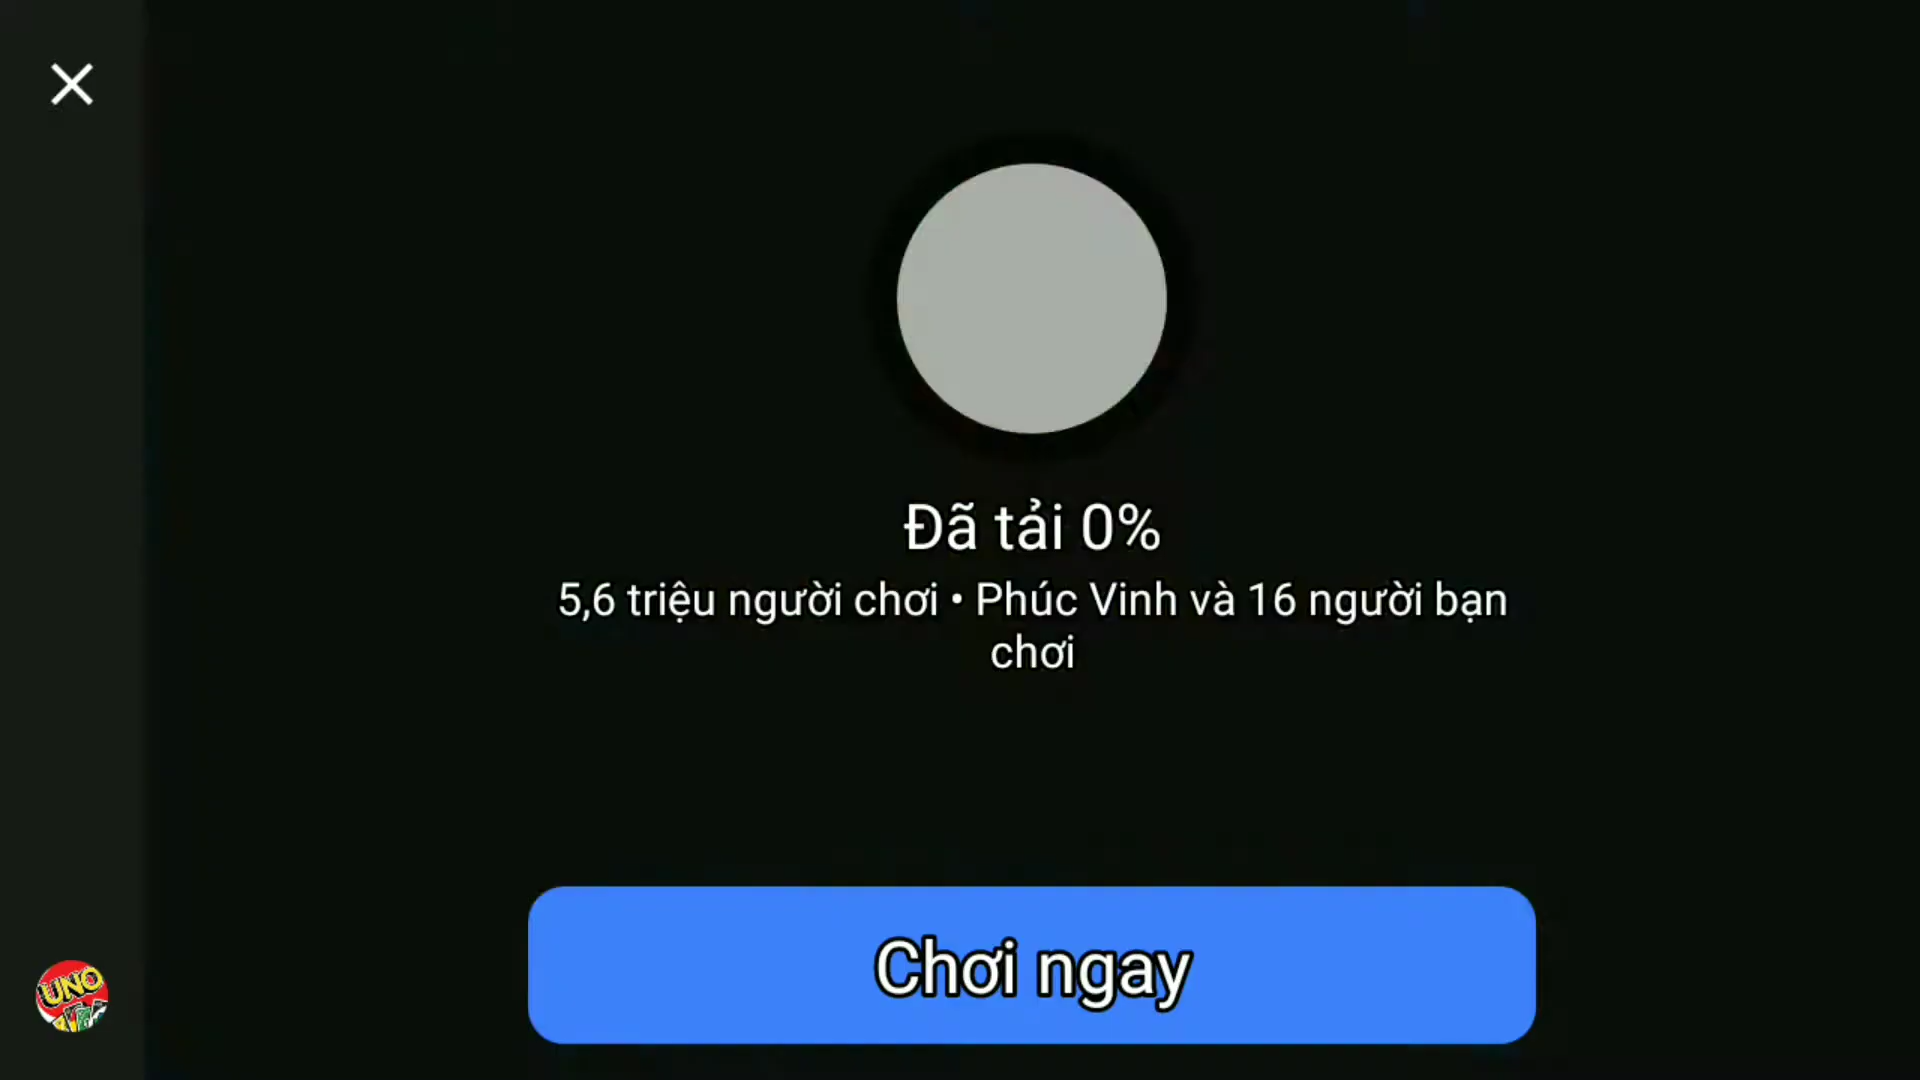 Đã tải 0%
5,6 triệu người chơi • Phúc Vinh và 16 người bạn
chơi
Chơi ngay
UNO